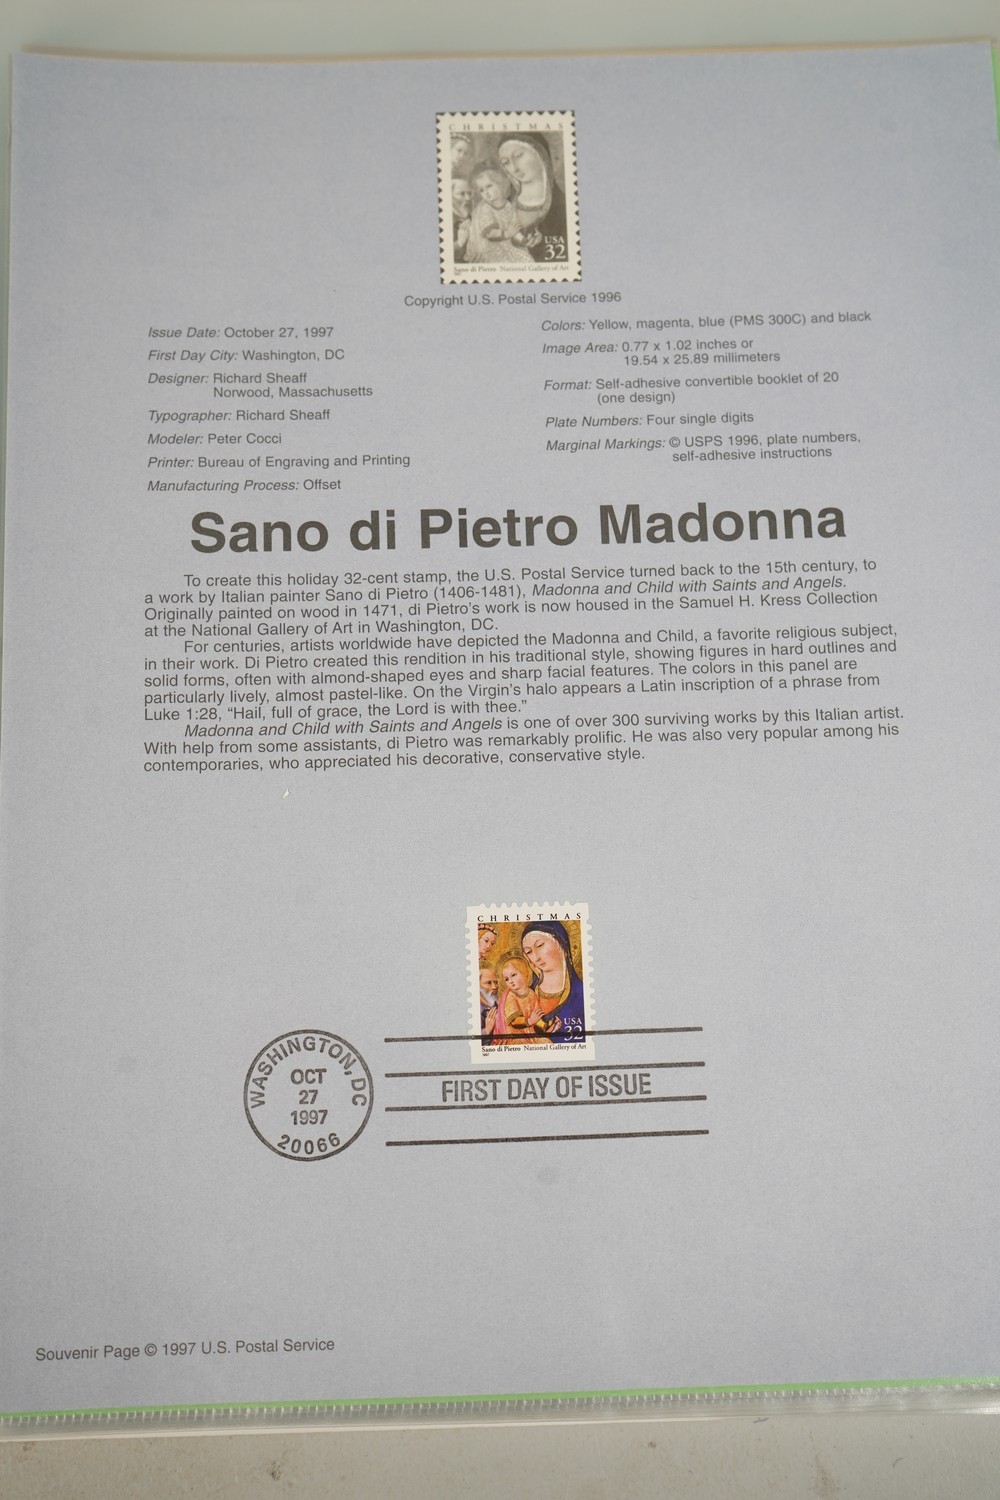 CHRISTMAS
USA
32
Sano di Pietro National Gallery of Art
Copyright U.S. Postal Service 1996
Issue Date: October 27, 1997
First Day City: Washington, DC
Designer: Richard Sheaff
Norwood, Massachusetts
Typographer: Richard Sheaff
Modeler: Peter Cocci
Printer: Bureau of Engraving and Printing
Manufacturing Process: Offset
Colors: Yellow, magenta, blue (PMS 300C) and black
Image Area: 0.77 x 1.02 inches or
19.54 x 25.89 millimeters
Format: Self-adhesive convertible booklet of 20
(one design)
Plate Numbers: Four single digits
Marginal Markings: © USPS 1996, plate numbers,
self-adhesive instructions
Sano di Pietro Madonna
To create this holiday 32-cent stamp, the U.S. Postal Service turned back to the 15th century, to
a work by Italian painter Sano di Pietro (1406-1481), Madonna and Child with Saints and Angels.
Originally painted on wood in 1471, di Pietro's work is now housed in the Samuel H. Kress Collection
at the National Gallery of Art in Washington, DC.
For centuries, artists worldwide have depicted the Madonna and Child, a favorite religious subject,
in their work. Di Pietro created this rendition in his traditional style, showing figures in hard outlines and
solid forms, often with almond-shaped eyes and sharp facial features. The colors in this panel are
particularly lively, almost pastel-like. On the Virgin's halo appears a Latin inscription of a phrase from
Luke 1:28, “Hail, full of grace, the Lord is with thee.”
Madonna and Child with Saints and Angels is one of over 300 surviving works by this Italian artist.
With help from some assistants, di Pietro was remarkably prolific. He was also very popular among his
contemporaries, who appreciated his decorative, conservative style.
CHRISTMAS
USA
32
Sano di Pietro National Gallery of Art
1997
WASHINGTON, DC
OCT
27
1997
20066
FIRST DAY OF ISSUE
Souvenir Page © 1997 U.S. Postal Service